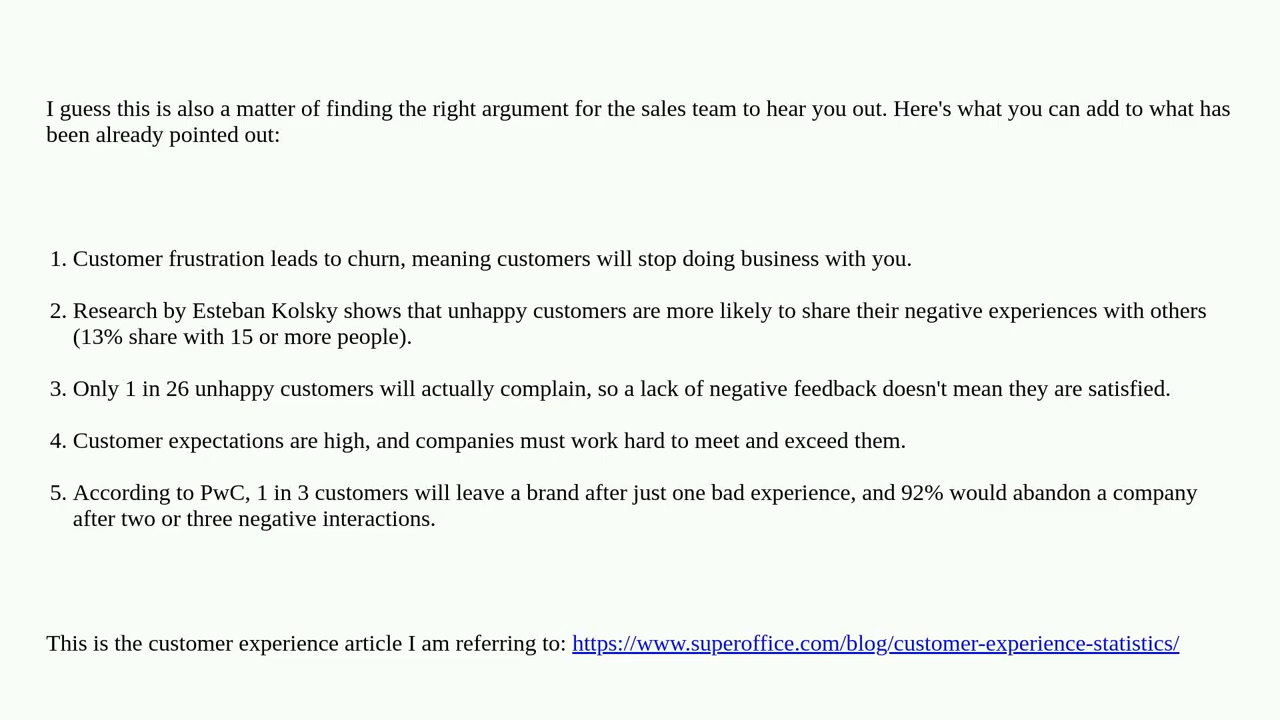 I guess this is also a matter of finding the right argument for the sales team to hear you out. Here's what you can add to what has
been already pointed out:
1. Customer frustration leads to churn, meaning customers will stop doing business with you.
2. Research by Esteban Kolsky shows that unhappy customers are more likely to share their negative experiences with others
(13% share with 15 or more people).
3. Only 1 in 26 unhappy customers will actually complain, so a lack of negative feedback doesn't mean they are satisfied.
4. Customer expectations are high, and companies must work hard to meet and exceed them.
5. According to PwC, 1 in 3 customers will leave a brand after just one bad experience, and 92% would abandon a company
after two or three negative interactions.
This is the customer experience article I am referring to: https://www.superoffice.com/blog/customer-experience-statistics/